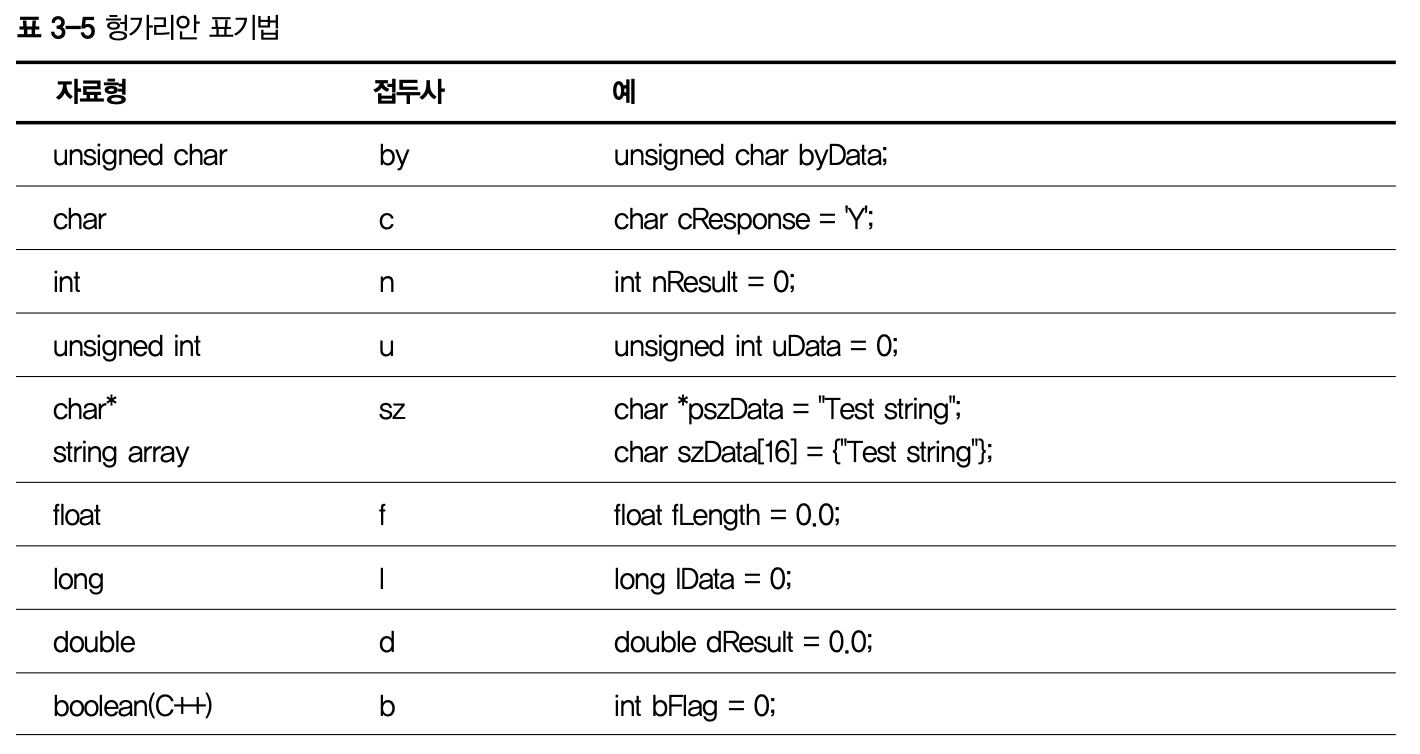 표 3-5 헝가리안 표기법
자료형 접두사 예
unsigned char by unsigned char byData;
char c char cResponse = 'Y';
int n int nResult = 0;
unsigned int u unsigned int uData = 0;
char* sz char *pszData = "Test string";
string array char szData[16] = {"Test string"};
float f float fLength = 0.0;
long l long lData = 0;
double d double dResult = 0.0;
boolean(C++) b int bFlag = 0;